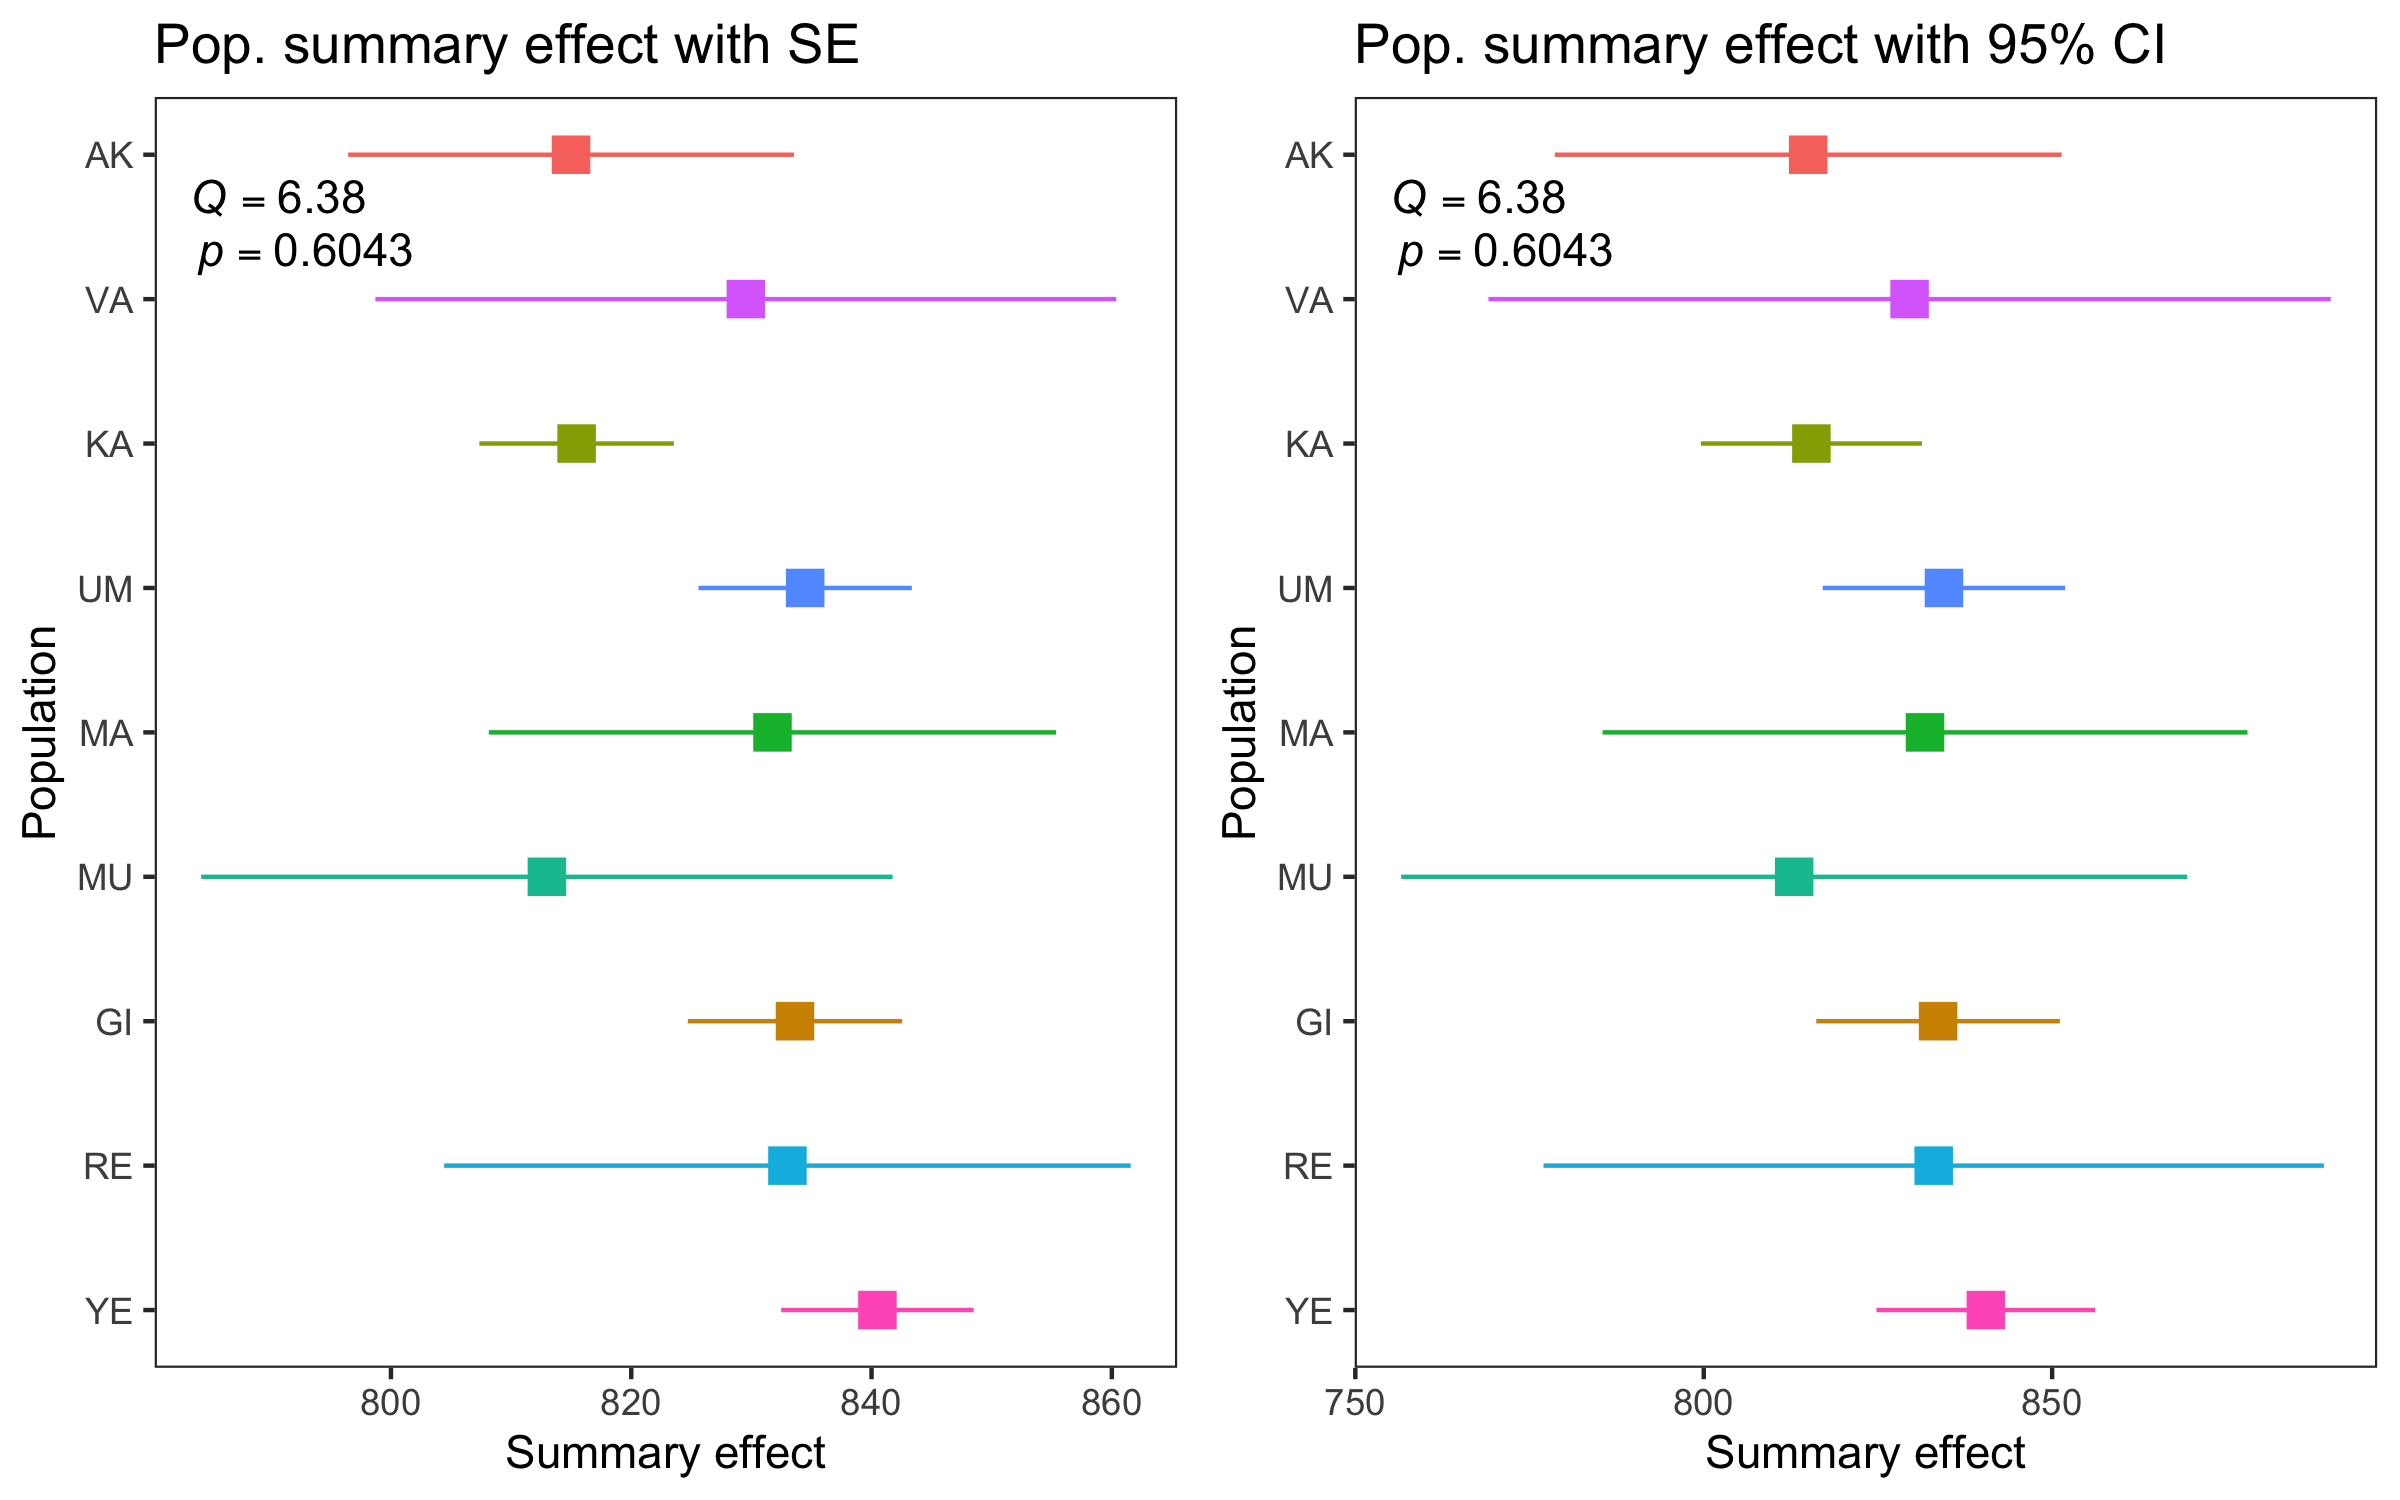 Pop. summary effect with SE
AK
Q = 6.38
p = 0.6043
VA
KA
UM
MA
MU
GI
RE
YE
Population
800 820 840 860
Summary effect
Pop. summary effect with 95% CI
AK
Q = 6.38
p = 0.6043
VA
KA
UM
MA
MU
GI
RE
YE
Population
750 800 850
Summary effect